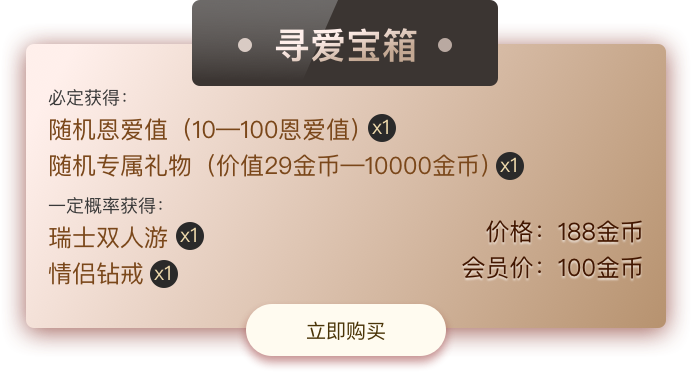 寻爱宝箱
必定获得：
随机恩爱值（10—100恩爱值）x1
随机专属礼物（价值29金币—10000金币）x1
一定概率获得：
瑞士双人游 x1
情侣钻戒 x1
价格：188金币
会员价：100金币
立即购买